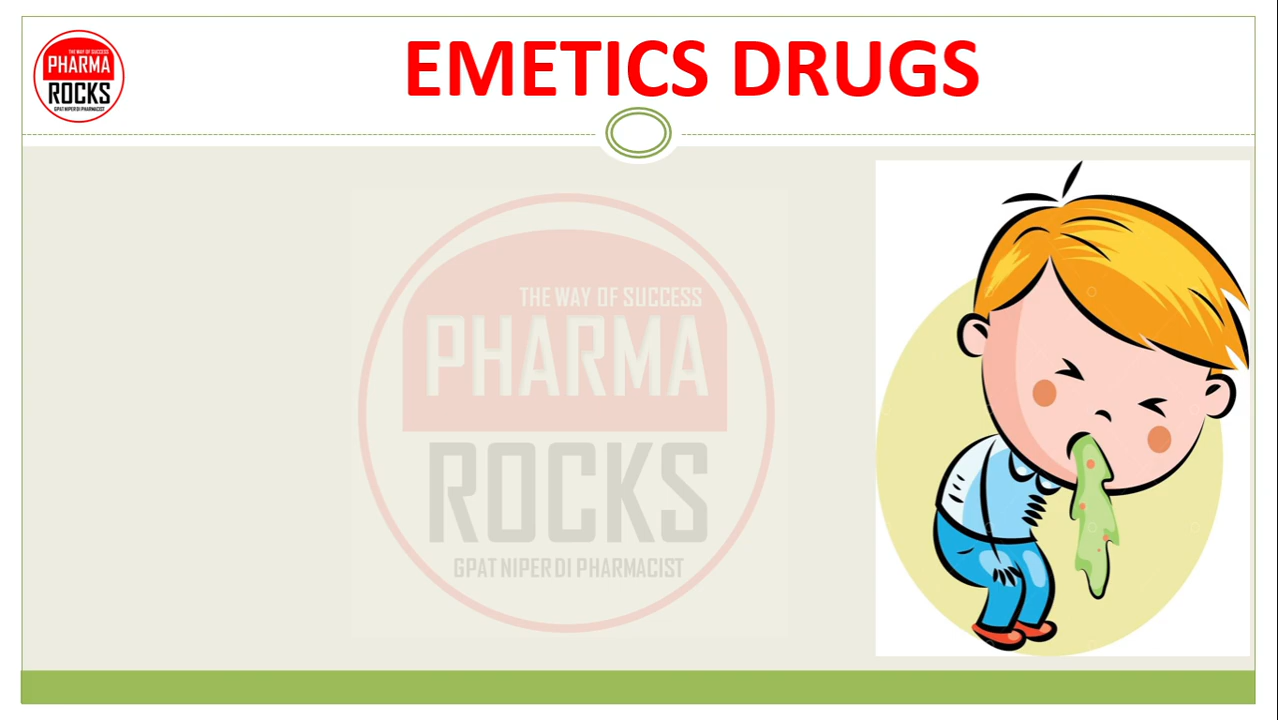 THE WAY OF SUCCESS
PHARMA
ROCKS
GPAT NIPER DI PHARMACIST
EMETICS DRUGS
THE WAY OF SUCCESS
PHARMA
ROCKS
GPAT NIPER DI PHARMACIST